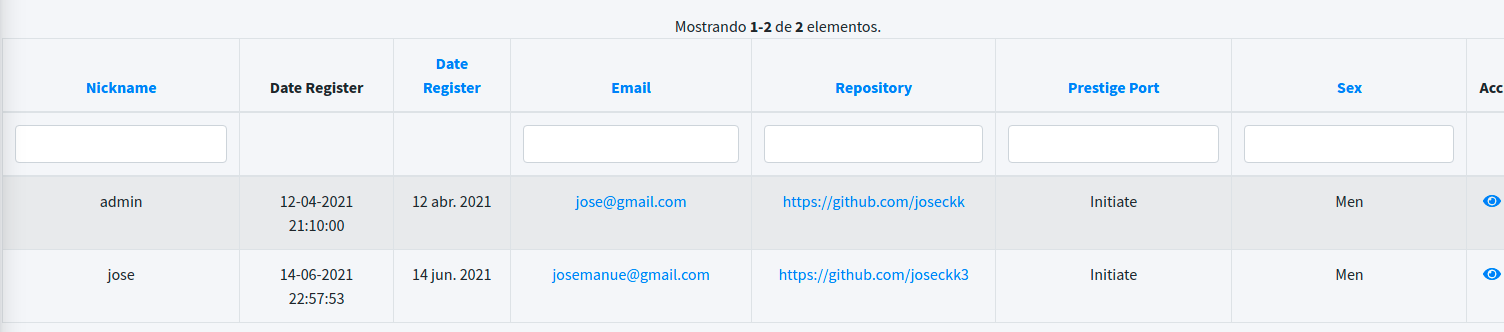 Mostrando 1-2 de 2 elementos.
Nickname
Date Register
Date
Register
Email
Repository
Prestige Port
Sex
Acc
admin
12-04-2021
21:10:00
12 abr. 2021
jose@gmail.com
https://github.com/joseckk
Initiate
Men
jose
14-06-2021
22:57:53
14 jun. 2021
josemanue@gmail.com
https://github.com/joseckk3
Initiate
Men